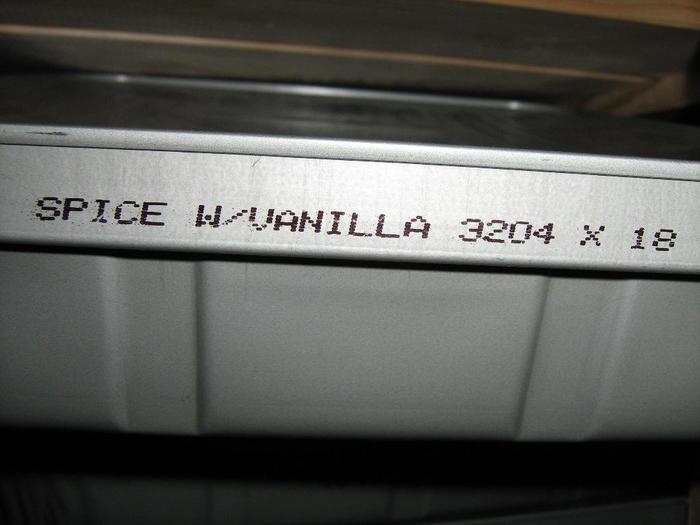 SPICE W/VANILLA 3204 X 18